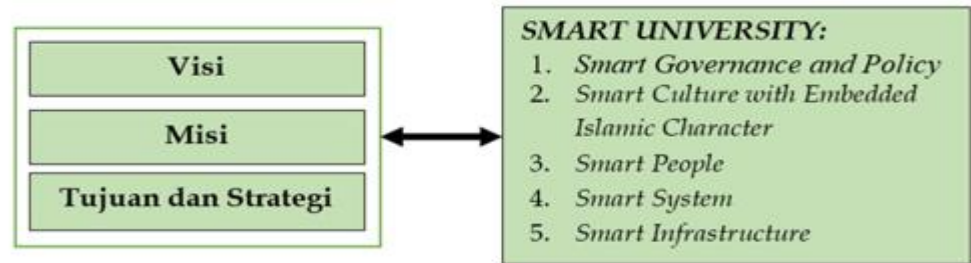 Visi
Misi
Tujuan dan Strategi
SMART UNIVERSITY:
1. Smart Governance and Policy
2. Smart Culture with Embedded
Islamic Character
3. Smart People
4. Smart System
5. Smart Infrastructure